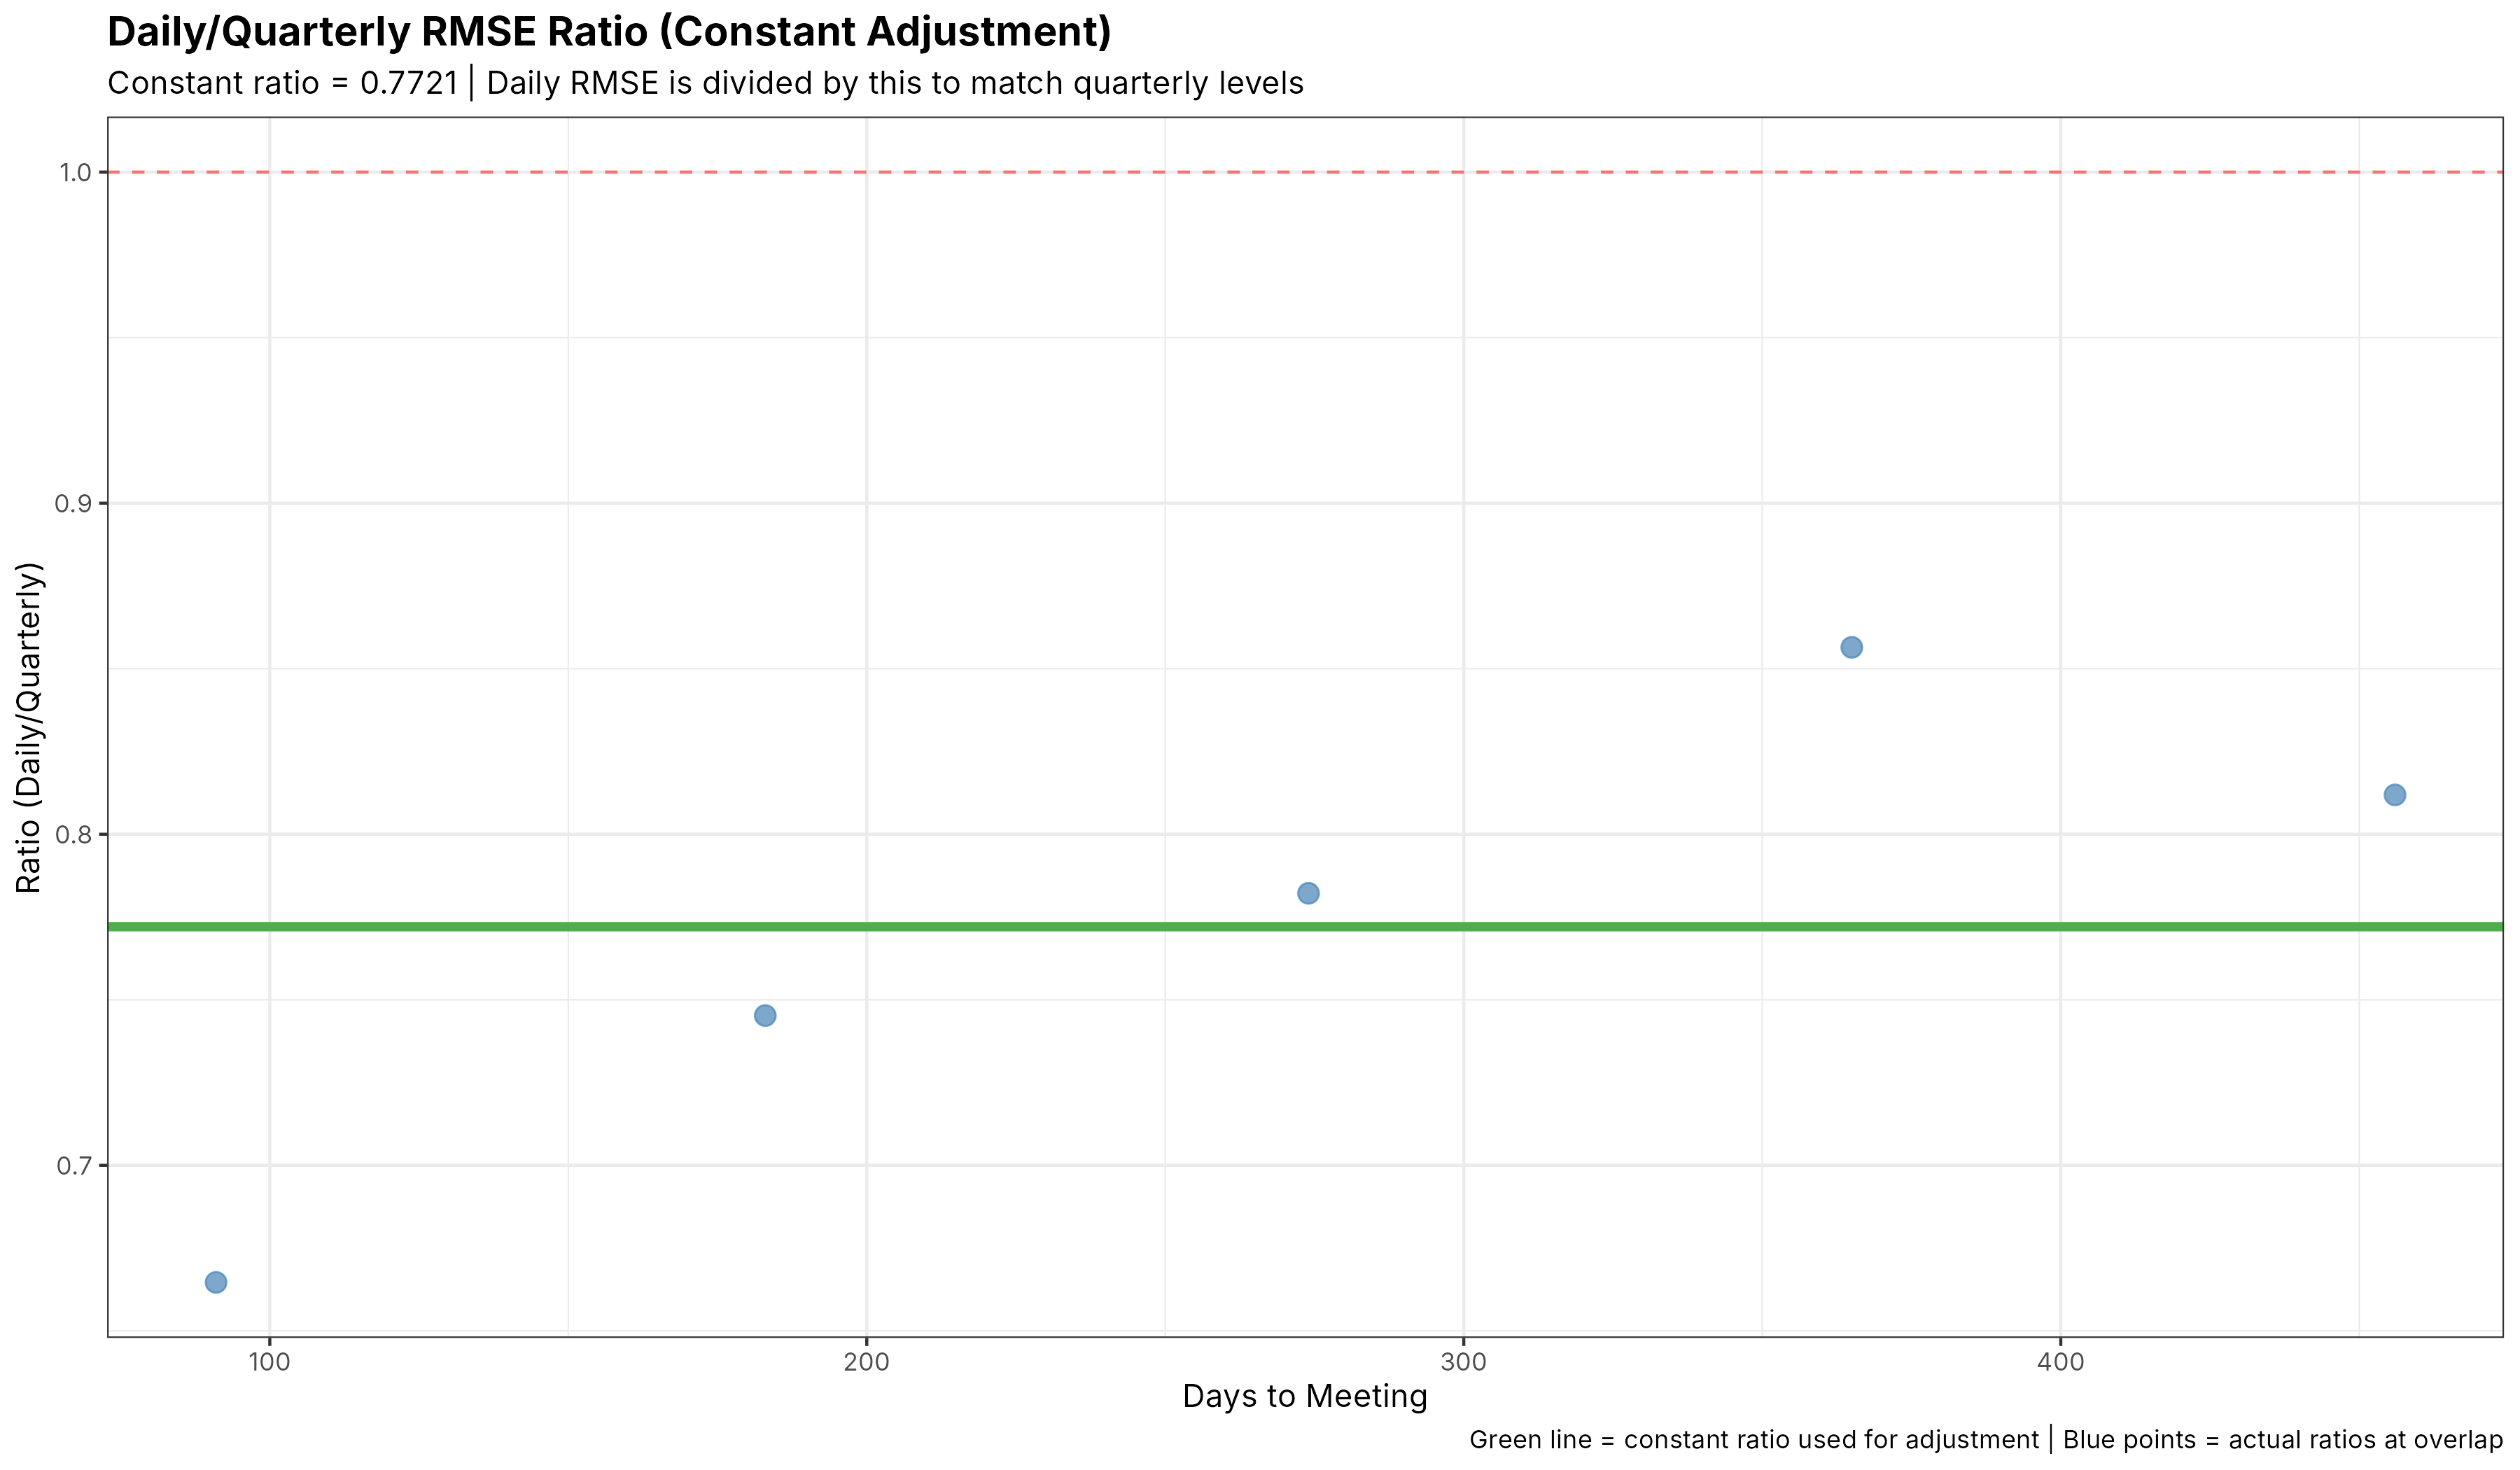 Daily/Quarterly RMSE Ratio (Constant Adjustment)
Constant ratio = 0.7721 | Daily RMSE is divided by this to match quarterly levels
Ratio (Daily/Quarterly)
1.0
0.9
0.8
0.7
100
200
300
400
Days to Meeting
Green line = constant ratio used for adjustment | Blue points = actual ratios at overlap